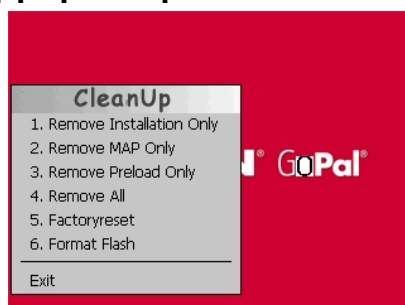 CleanUp
1. Remove Installation Only
2. Remove MAP Only
3. Remove Preload Only
4. Remove All
5. Factoryreset
6. Format Flash
Exit
GoPal®